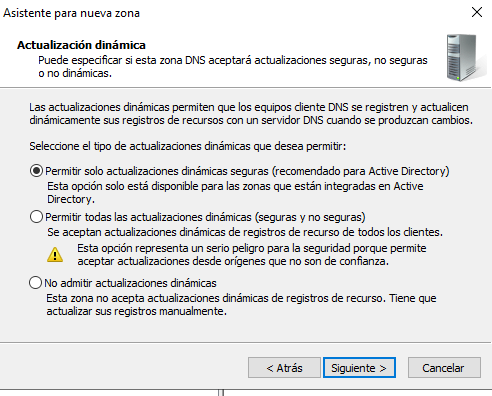 Asistente para nueva zona
Actualización dinámica
Puede especificar si esta zona DNS aceptará actualizaciones seguras, no seguras
o no dinámicas.
Las actualizaciones dinámicas permiten que los equipos cliente DNS se registren y actualicen
dinámicamente sus registros de recursos con un servidor DNS cuando se produzcan cambios.
Seleccione el tipo de actualizaciones dinámicas que desea permitir:
Permitir solo actualizaciones dinámicas seguras (recomendado para Active Directory)
Esta opción solo está disponible para las zonas que están integradas en Active
Directory.
Permitir todas las actualizaciones dinámicas (seguras y no seguras)
Se aceptan actualizaciones dinámicas de registros de recurso de todos los clientes.
Esta opción representa un serio peligro para la seguridad porque permite
aceptar actualizaciones desde orígenes que no son de confianza.
No admitir actualizaciones dinámicas
Esta zona no acepta actualizaciones dinámicas de registros de recurso. Tiene que
actualizar sus registros manualmente.
< Atrás
Siguiente >
Cancelar